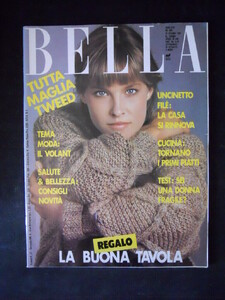 BELLA
TUTTA
MAGLIA
TWEED
TEMA
MODA:
IL VOLANT
SALUTE
& BELLEZZA:
CONSIGLI
NOVITÀ
UNCINETTO
FILÉ:
LA CASA
SI RINNOVA
CUCINA:
TORNANO
I PRIMI PIATTI
TEST: SEI
UNA DONNA
FRAGILE?
REGALO
LA BUONA TAVOLA